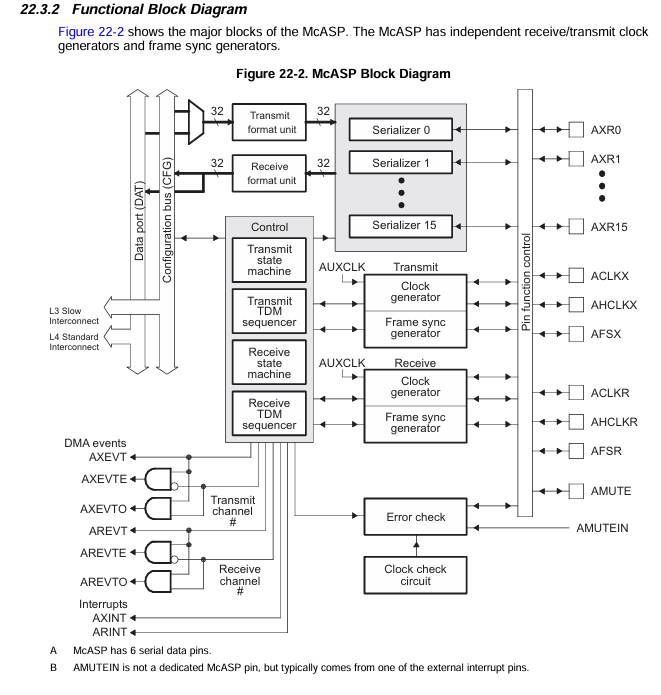 22.3.2 Functional Block Diagram
Figure 22-2 shows the major blocks of the McASP. The McASP has independent receive/transmit clock
generators and frame sync generators.
Figure 22-2. McASP Block Diagram
32
Transmit
format unit
32
Serializer 0
AXR0
32
Receive
format unit
32
Serializer 1
AXR1
Serializer 15
AXR15
Data port (DAT)
Configuration bus (CFG)
Pin function control
Control
Transmit
state
machine
Transmit
TDM
sequencer
Receive
state
machine
Receive
TDM
sequencer
AUXCLK
Transmit
Clock
generator
Frame sync
generator
ACLKX
AHCLKX
AFSX
L3 Slow
Interconnect
L4 Standard
Interconnect
AUXCLK
Receive
Clock
generator
Frame sync
generator
ACLKR
AHCLKR
AFSR
DMA events
AXEVT
AXEVTE
AXEVTO
Transmit
channel
#
AREVT
AREVTE
AREVTO
Receive
channel
#
Error check
AMUTE
AMUTEIN
Clock check
circuit
Interrupts
AXINT
ARINT
A McASP has 6 serial data pins.
B AMUTEIN is not a dedicated McASP pin, but typically comes from one of the external interrupt pins.